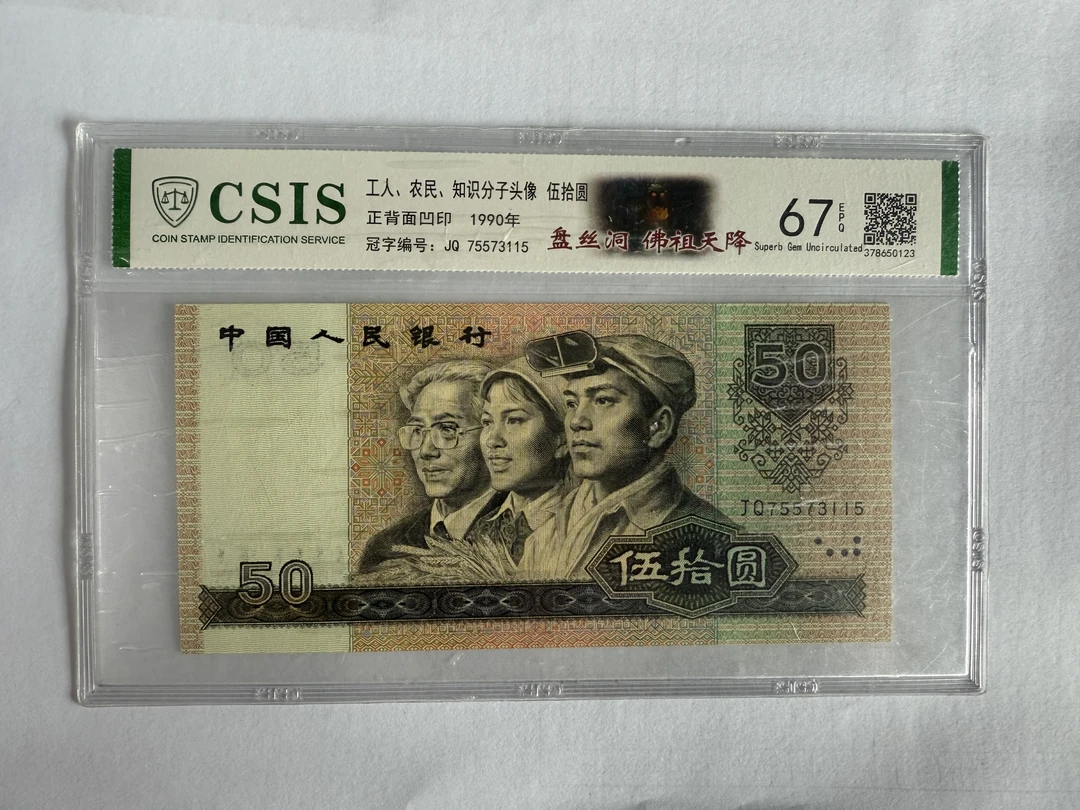 CSIS
COIN STAMP IDENTIFICATION SERVICE
工人、农民、知识分子头像 伍拾圆
正背面凹印 1990年
冠字编号：JQ 75573115
盘丝洞 佛祖天降
67
EPQ
Superb Gem Uncirculated
378650123
中国人民银行
50
JQ75573115
50
伍拾圆